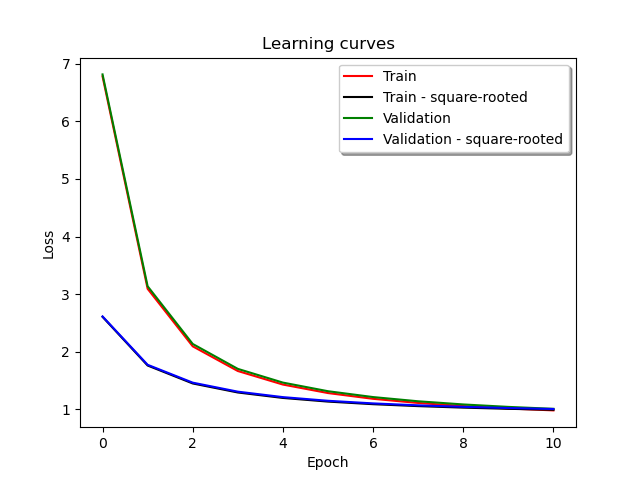 Learning curves
Train
Train - square-rooted
Validation
Validation - square-rooted
Loss
7
6
5
4
3
2
1
0 2 4 6 8 10
Epoch